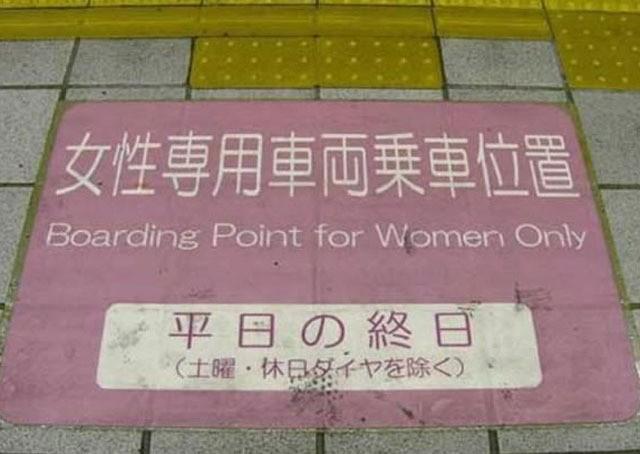 女性専用車両乗車位置
Boarding Point for Women Only
平日の終日
（土曜・休日ダイヤを除く）